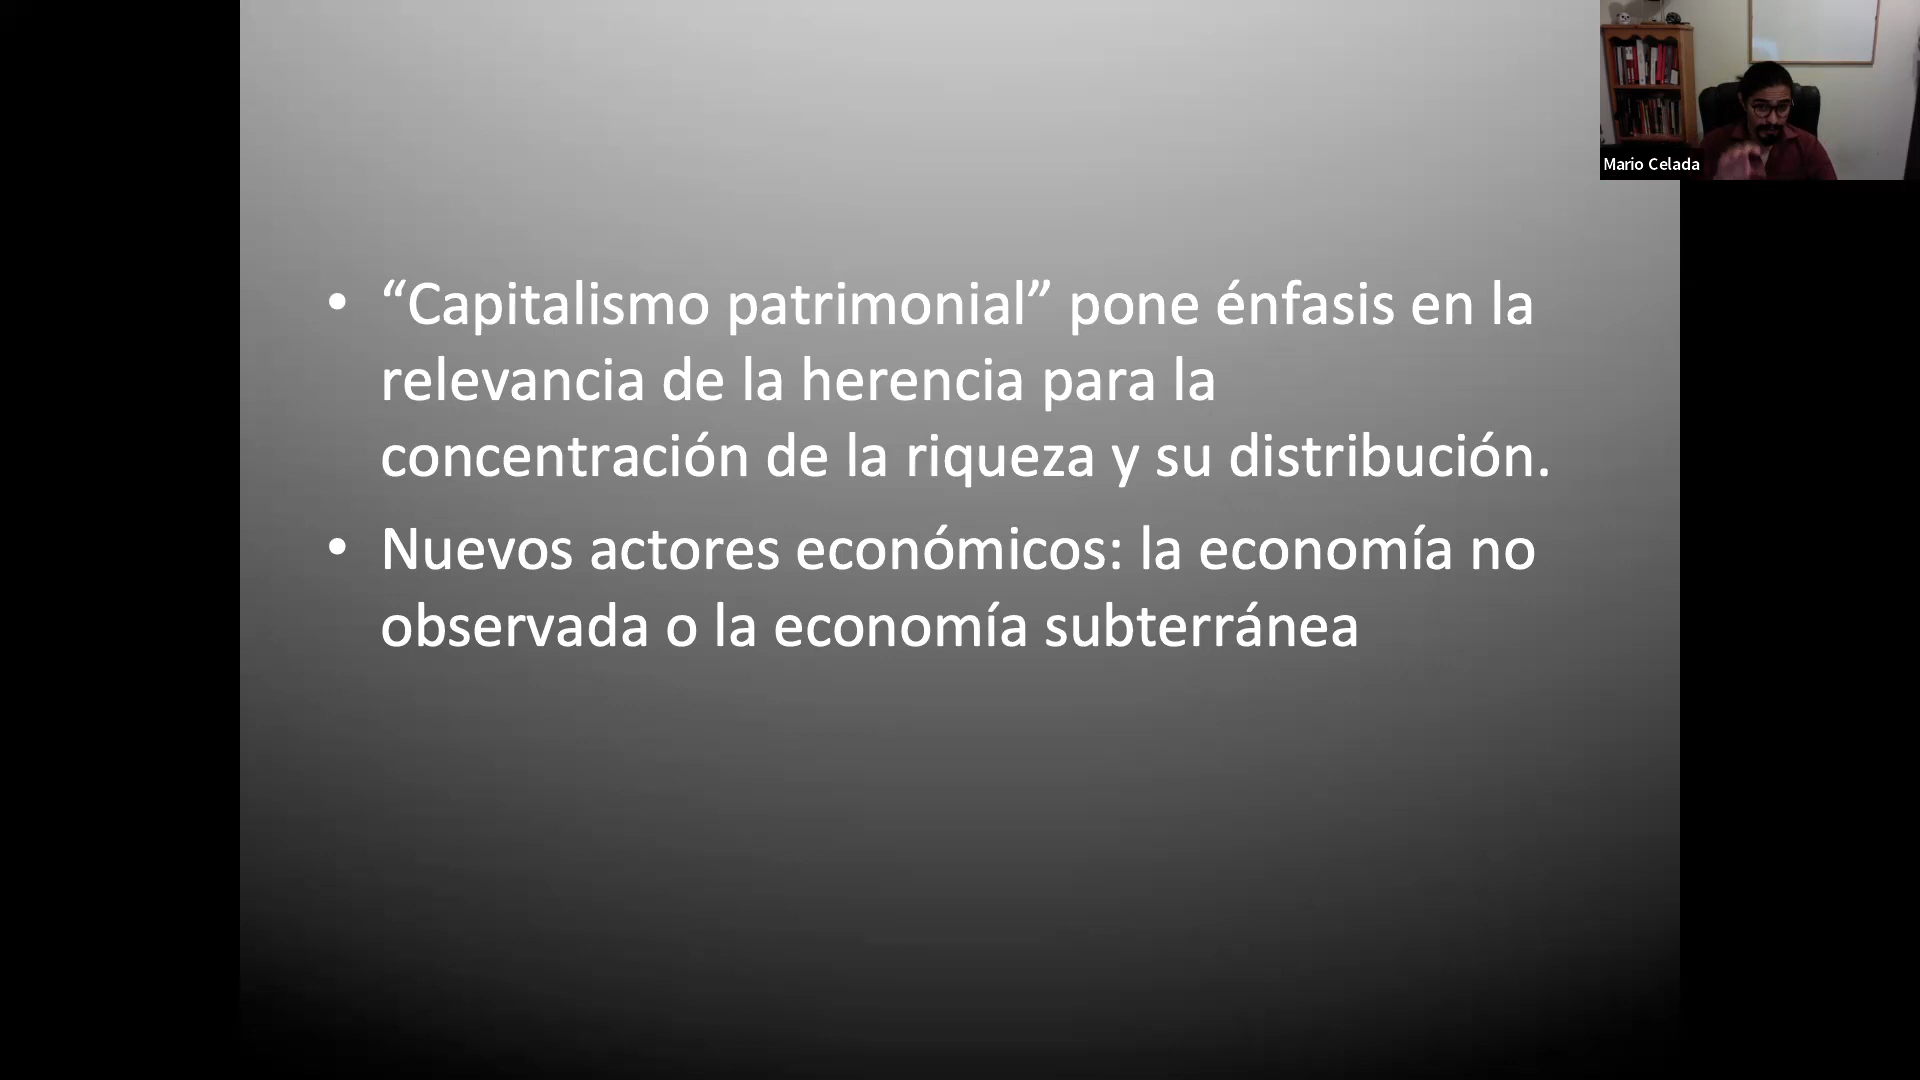 Mario Celada
• “Capitalismo patrimonial” pone énfasis en la
relevancia de la herencia para la
concentración de la riqueza y su distribución.
• Nuevos actores económicos: la economía no
observada o la economía subterránea